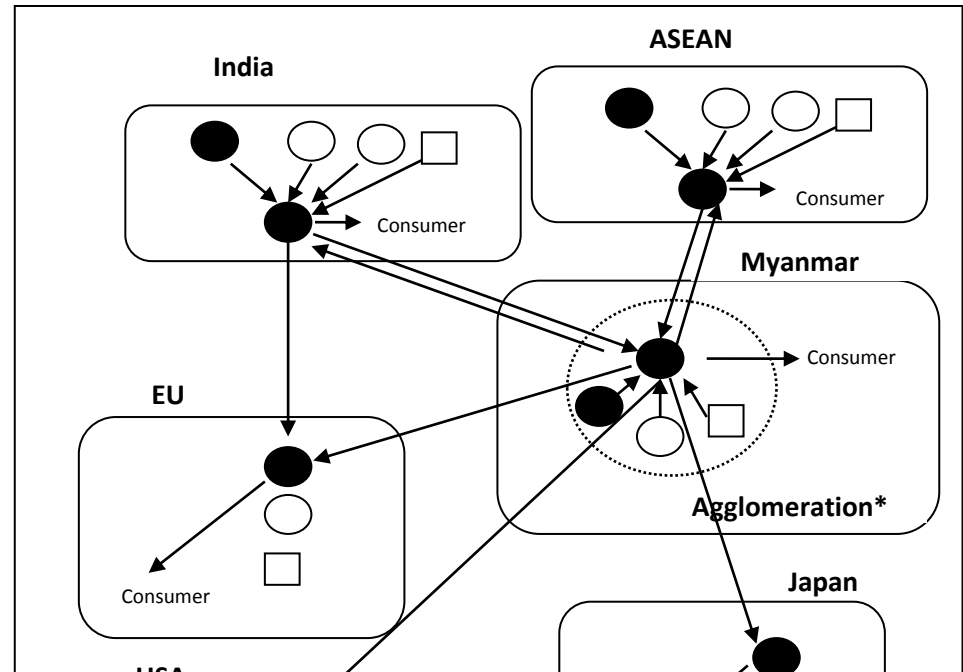 ASEAN
India
Consumer
Consumer
Myanmar
Consumer
EU
Agglomeration*
Japan
Consumer
USA